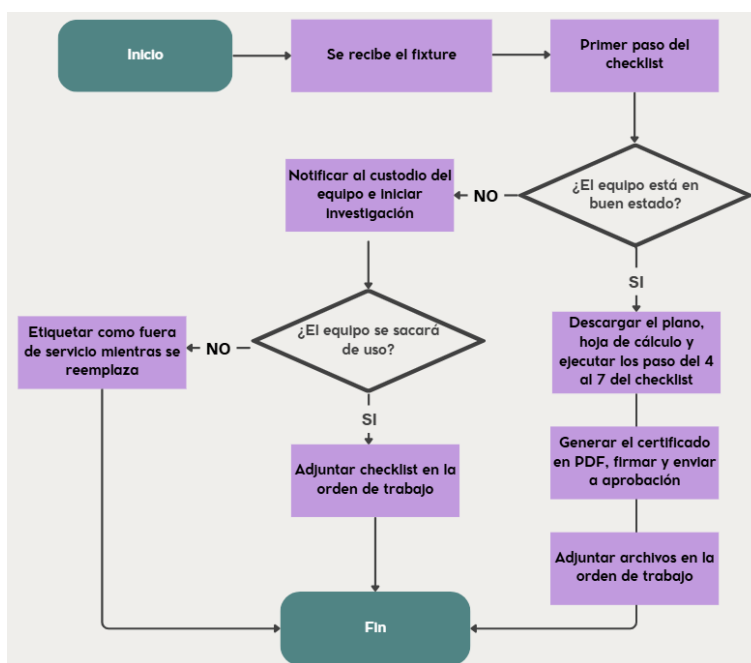 Inicio
Se recibe el fixture
Primer paso del
checklist
¿El equipo está en
buen estado?
NO
Notificar al custodio del
equipo e iniciar
investigación
SI
¿El equipo se sacará
de uso?
NO
Etiquetar como fuera
de servicio mientras se
reemplaza
SI
Adjuntar checklist en la
orden de trabajo
Descargar el plano,
hoja de cálculo y
ejecutar los paso del 4
al 7 del checklist
Generar el certificado
en PDF, firmar y enviar
a aprobación
Adjuntar archivos en la
orden de trabajo
Fin